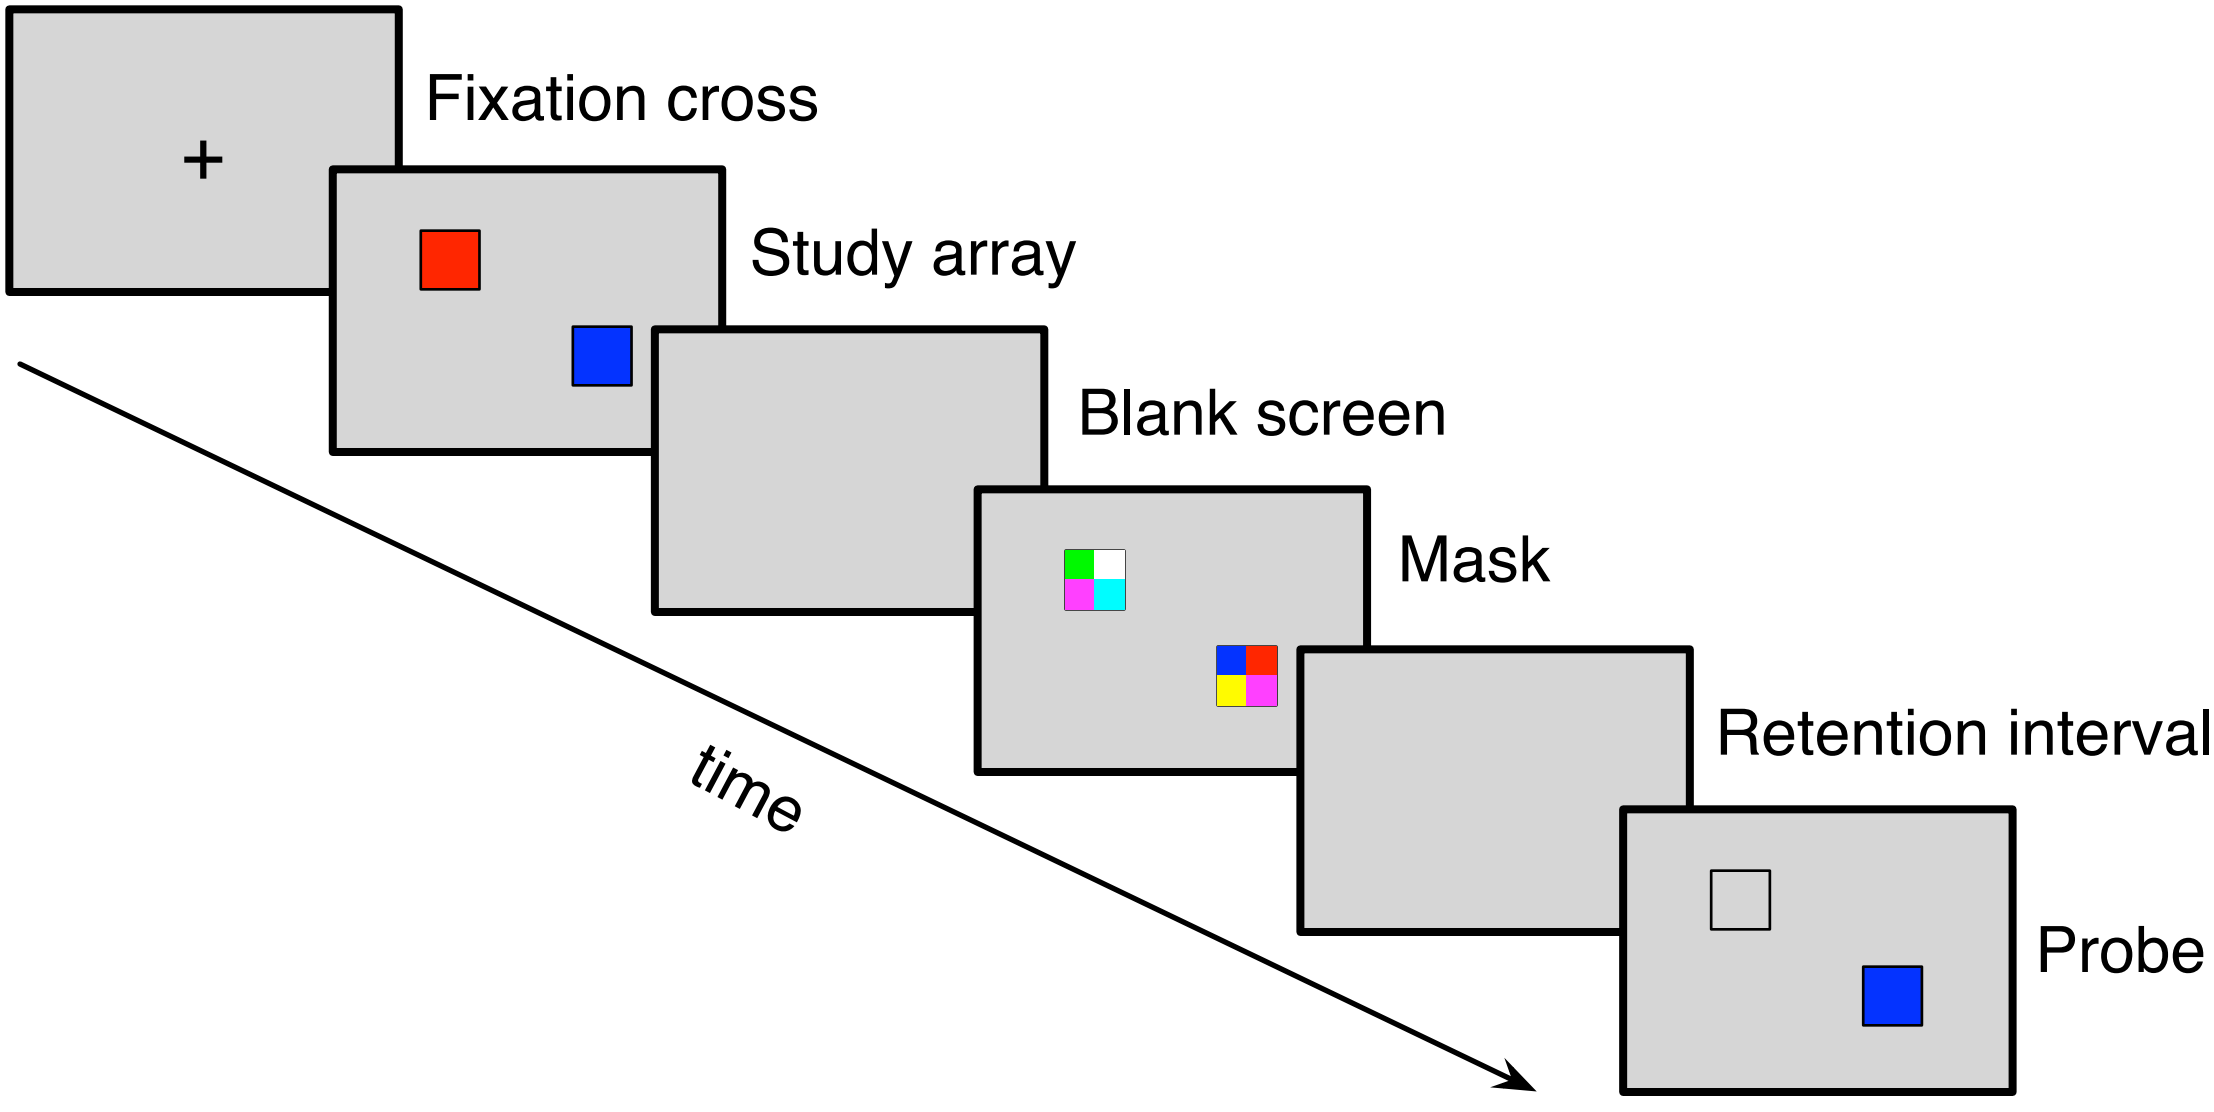 Fixation cross
Study array
Blank screen
Mask
Retention interval
Probe
time